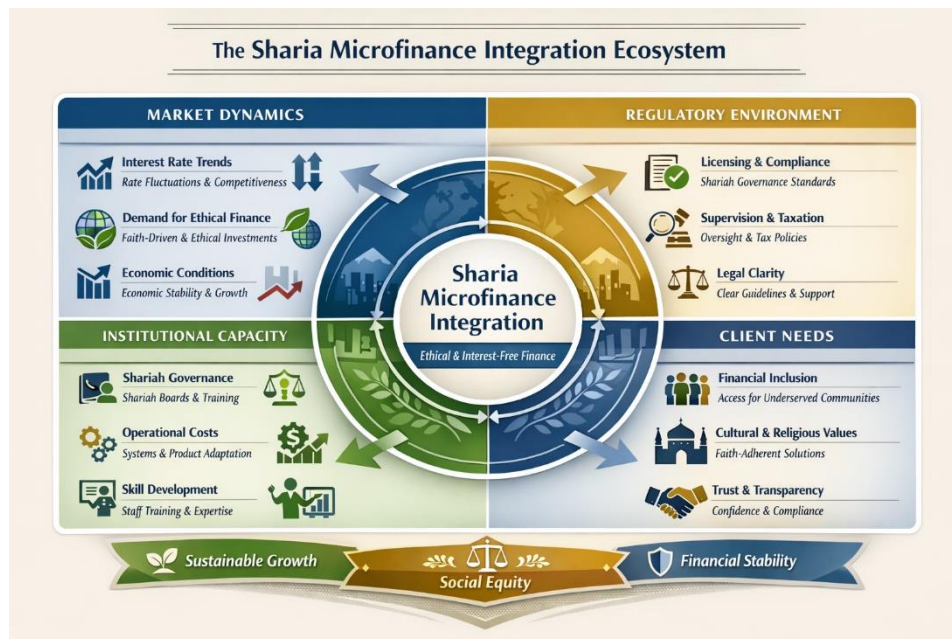 The Sharia Microfinance Integration Ecosystem
MARKET DYNAMICS
Interest Rate Trends
Rate Fluctuations & Competitiveness
Demand for Ethical Finance
Faith-Driven & Ethical Investments
Economic Conditions
Economic Stability & Growth
REGULATORY ENVIRONMENT
Licensing & Compliance
Shariah Governance Standards
Supervision & Taxation
Oversight & Tax Policies
Legal Clarity
Clear Guidelines & Support
Sharia
Microfinance
Integration
Ethical & Interest-Free Finance
INSTITUTIONAL CAPACITY
Shariah Governance
Shariah Boards & Training
Operational Costs
Systems & Product Adaptation
Skill Development
Staff Training & Expertise
CLIENT NEEDS
Financial Inclusion
Access for Underserved Communities
Cultural & Religious Values
Faith-Adherent Solutions
Trust & Transparency
Confidence & Compliance
Sustainable Growth
Social Equity
Financial Stability